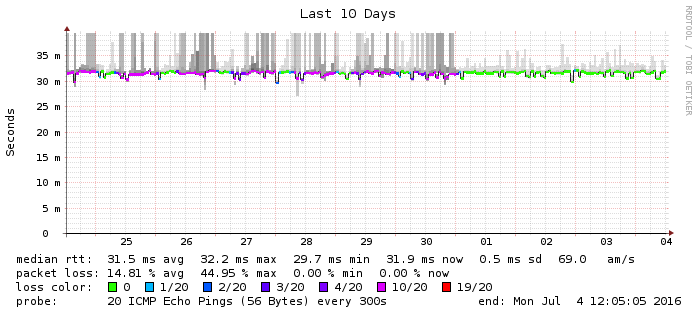 Last 10 Days
RRDTOOL / TOBI OETIKER
Seconds
35 m
30 m
25 m
20 m
15 m
10 m
5 m
0
25 26 27 28 29 30 01 02 03 04
median rtt: 31.5 ms avg 32.2 ms max 29.7 ms min 31.9 ms now 0.5 ms sd 69.0 am/s
packet loss: 14.81 % avg 44.95 % max 0.00 % min 0.00 % now
loss color: 0 1/20 2/20 3/20 4/20 10/20 19/20
probe: 20 ICMP Echo Pings (56 Bytes) every 300s end: Mon Jul 4 12:05:05 2016